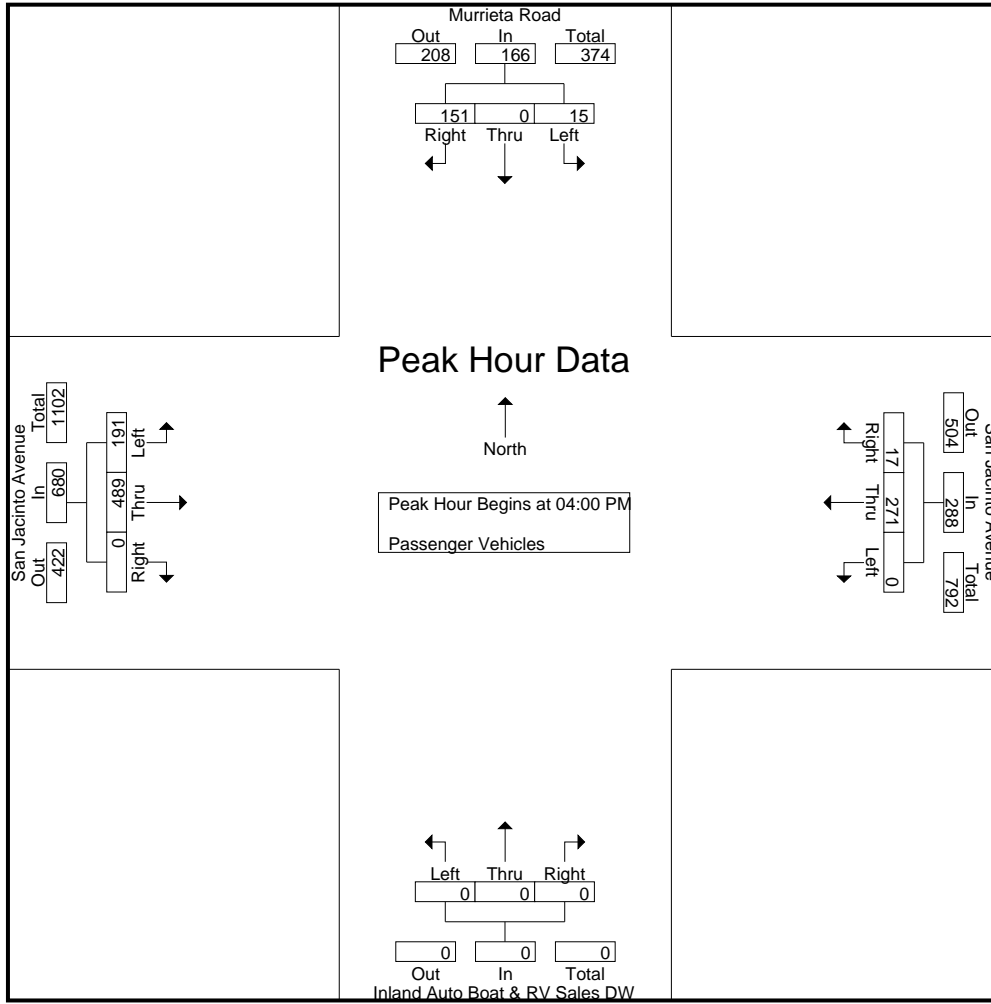 Murrieta Road
Out In Total
208 166 374
151 0 15
Right Thru Left
Peak Hour Data
North
Peak Hour Begins at 04:00 PM
Passenger Vehicles
San Jacinto Avenue
Total In Out
1102 680 422
Left Thru Right
191 489 0
San Jacinto Avenue
Out In Total
504 288 792
Right Thru Left
17 271 0
Left Thru Right
0 0 0
0 0 0
Out In Total
Inland Auto Boat & RV Sales DW